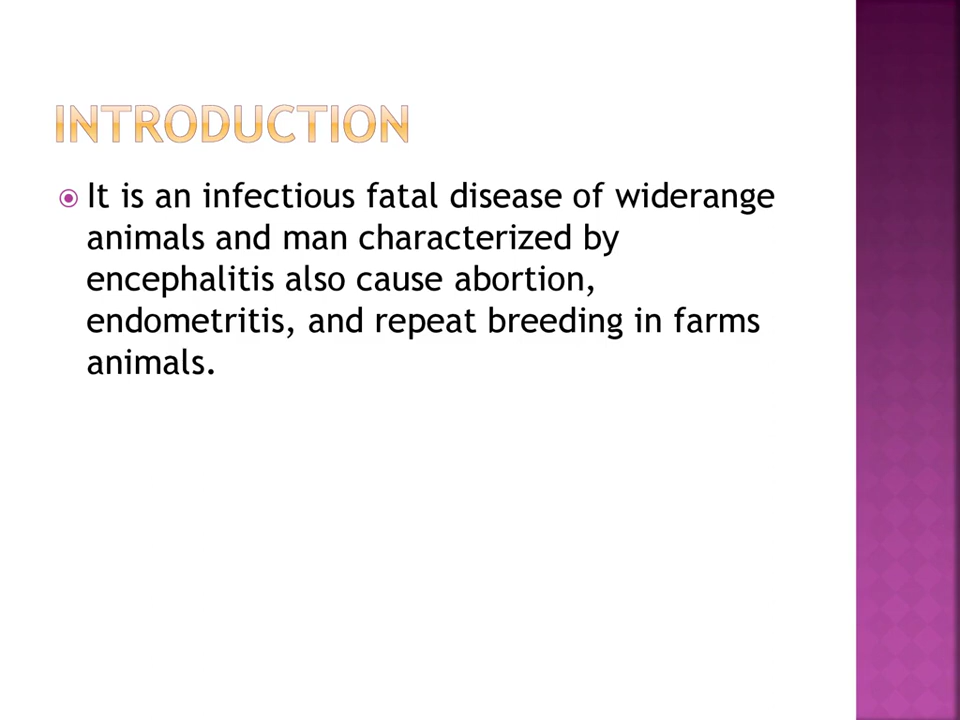 INTRODUCTION
It is an infectious fatal disease of widerange
animals and man characterized by
encephalitis also cause abortion,
endometritis, and repeat breeding in farms
animals.